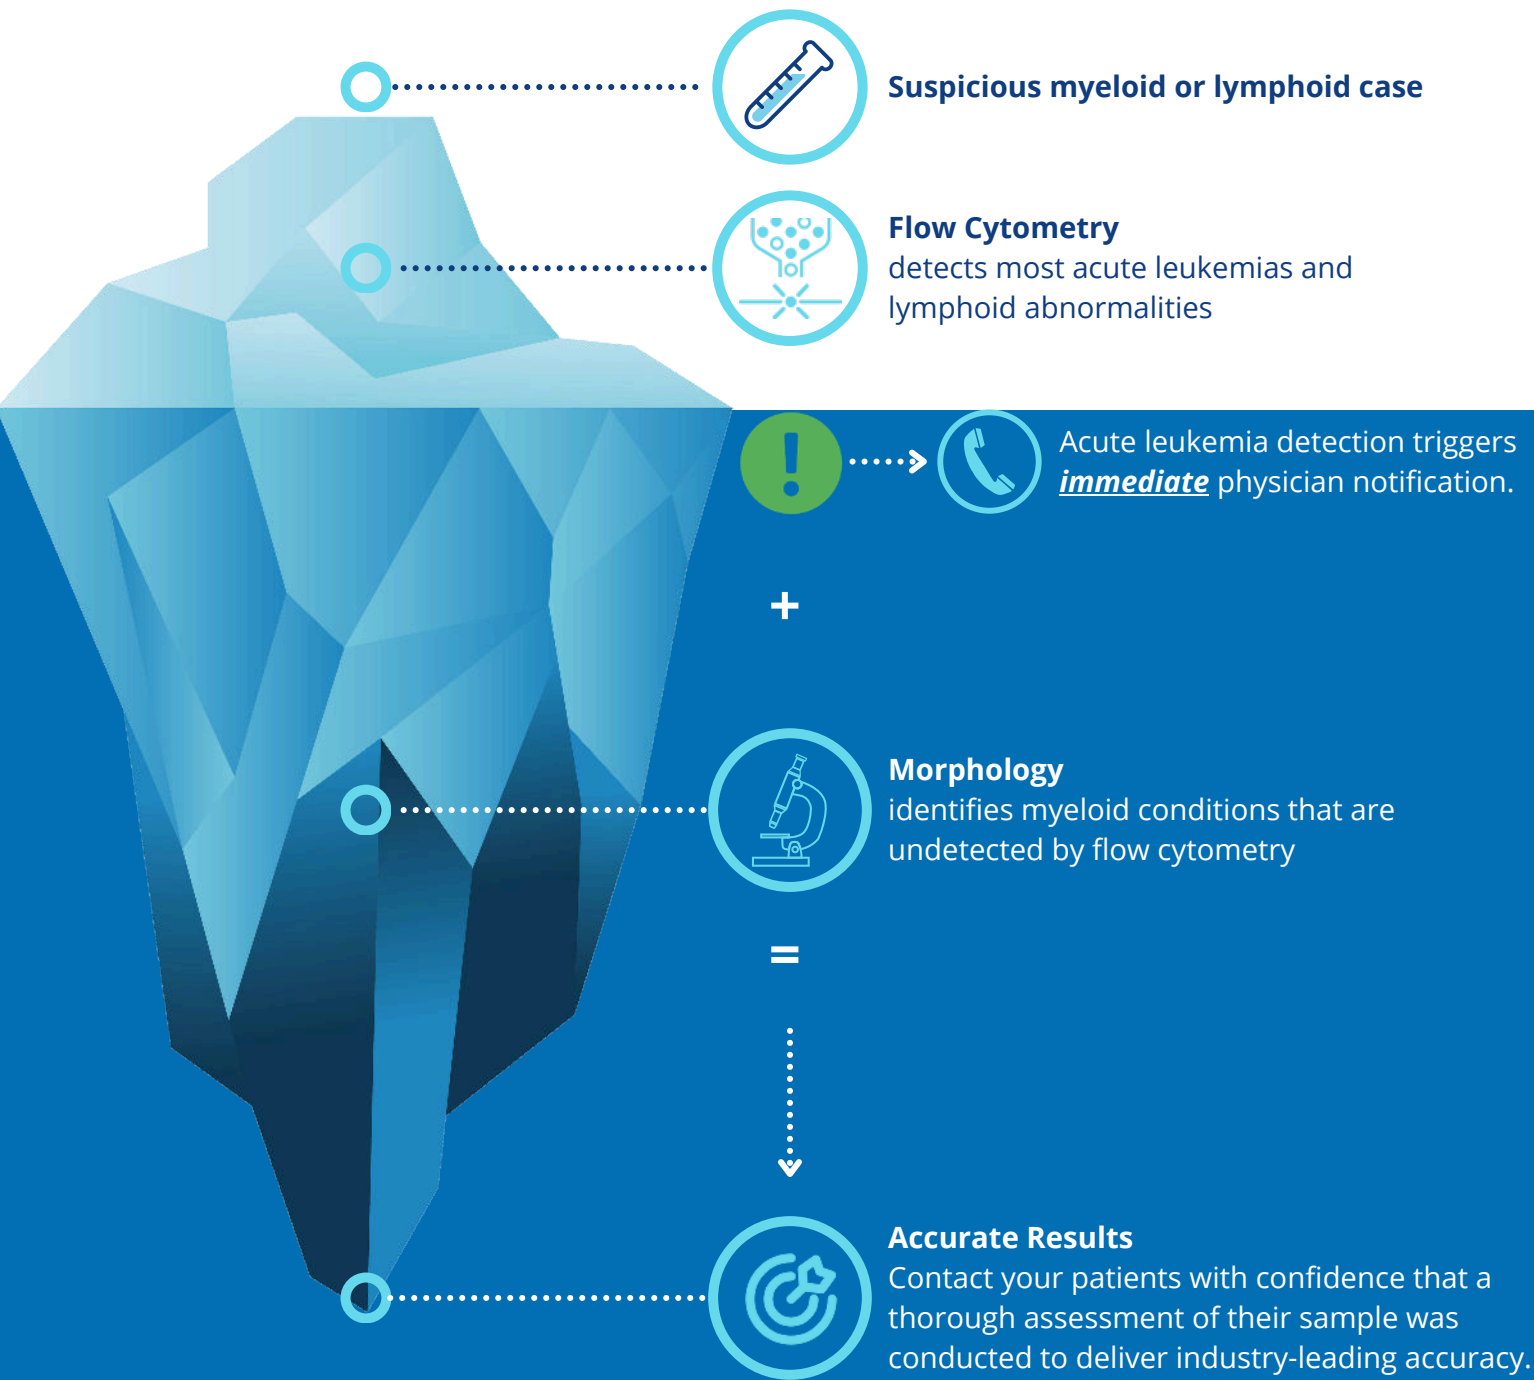 Suspicious myeloid or lymphoid case
Flow Cytometry
detects most acute leukemias and
lymphoid abnormalities
Acute leukemia detection triggers
immediate physician notification.
+
Morphology
identifies myeloid conditions that are
undetected by flow cytometry
=
Accurate Results
Contact your patients with confidence that a
thorough assessment of their sample was
conducted to deliver industry-leading accuracy.